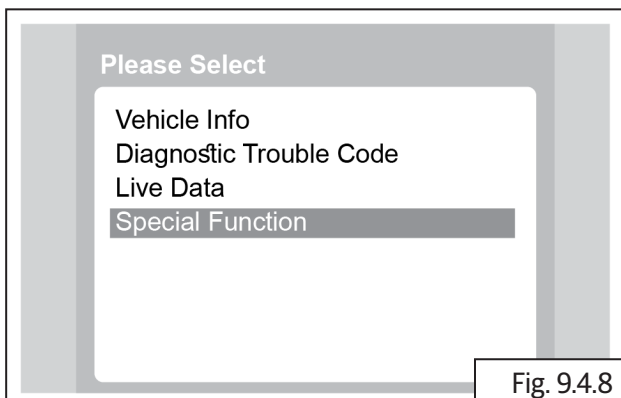 Please Select
Vehicle Info
Diagnostic Trouble Code
Live Data
Special Function
Fig. 9.4.8